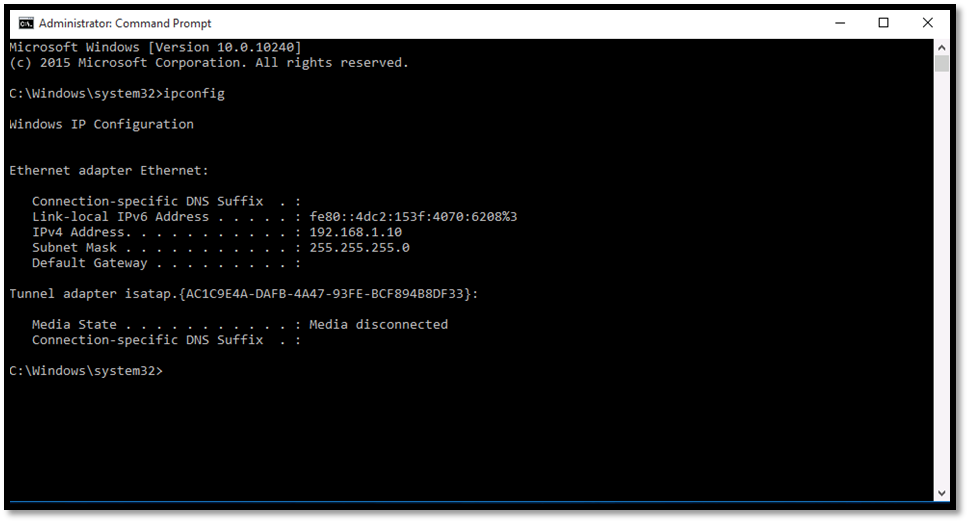 Administrator: Command Prompt
Microsoft Windows [Version 10.0.10240]
(c) 2015 Microsoft Corporation. All rights reserved.
C:\Windows\system32>ipconfig
Windows IP Configuration
Ethernet adapter Ethernet:
   Connection-specific DNS Suffix  . :
   Link-local IPv6 Address . . . . . : fe80::4dc2:153f:4070:6208%3
   IPv4 Address. . . . . . . . . . . : 192.168.1.10
   Subnet Mask . . . . . . . . . . . : 255.255.255.0
   Default Gateway . . . . . . . . . :
Tunnel adapter isatap.{AC1C9E4A-DAFB-4A47-93FE-BCF894B8DF33}:
   Media State . . . . . . . . . . . : Media disconnected
   Connection-specific DNS Suffix  . :
C:\Windows\system32>